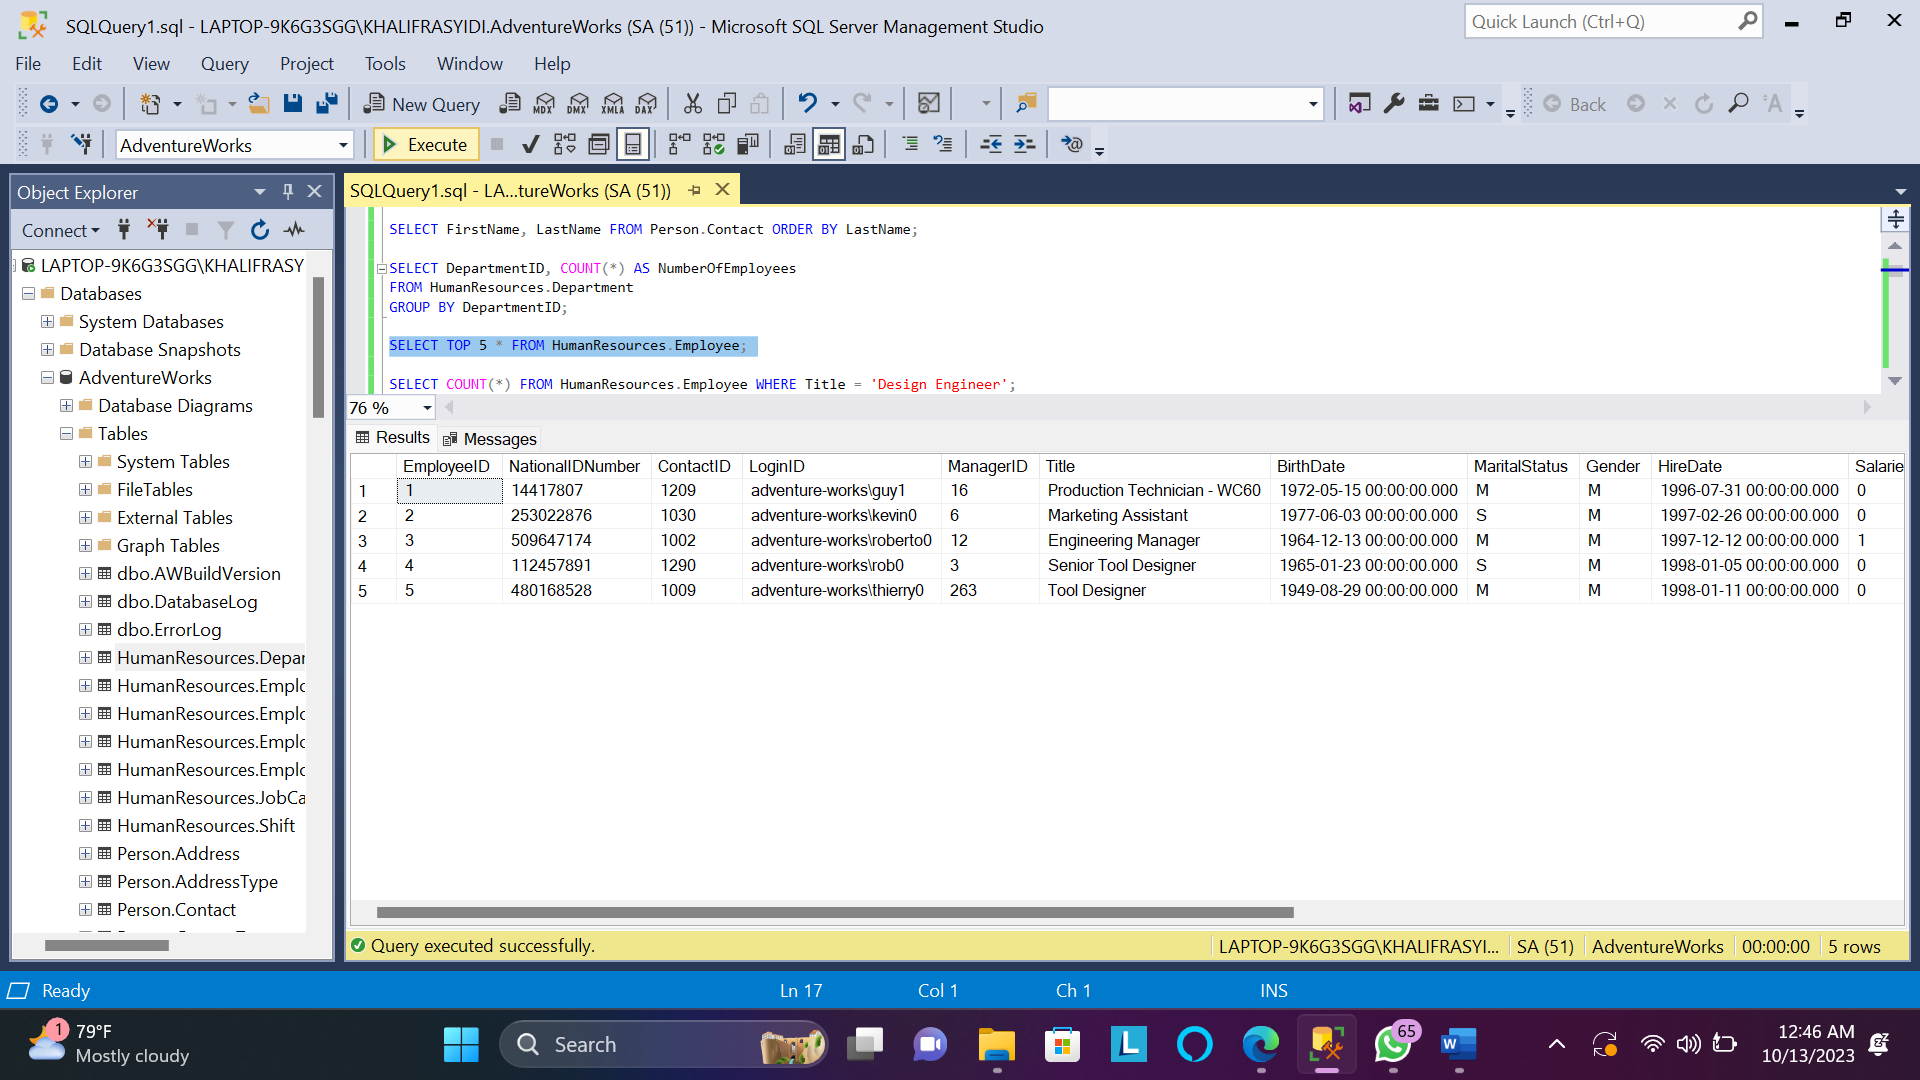 SQLQuery1.sql - LAPTOP-9K6G3SGG\KHALIFRASYIDI.AdventureWorks (SA (51)) - Microsoft SQL Server Management Studio
Quick Launch (Ctrl+Q)
File Edit View Query Project Tools Window Help
New Query MDX DMX XMLA DAX Back
AdventureWorks Execute
Object Explorer
Connect
LAPTOP-9K6G3SGG\KHALIFRASY
Databases
System Databases
Database Snapshots
AdventureWorks
Database Diagrams
Tables
System Tables
FileTables
External Tables
Graph Tables
dbo.AWBuildVersion
dbo.DatabaseLog
dbo.ErrorLog
HumanResources.Depar
HumanResources.Emplo
HumanResources.Emplo
HumanResources.Emplo
HumanResources.Emplo
HumanResources.JobCa
HumanResources.Shift
Person.Address
Person.AddressType
Person.Contact
SQLQuery1.sql - LA...tureWorks (SA (51))
SELECT FirstName, LastName FROM Person.Contact ORDER BY LastName;
SELECT DepartmentID, COUNT(*) AS NumberOfEmployees
FROM HumanResources.Department
GROUP BY DepartmentID;
SELECT TOP 5 * FROM HumanResources.Employee;
SELECT COUNT(*) FROM HumanResources.Employee WHERE Title = 'Design Engineer';
76 %
Results Messages
EmployeeID NationalIDNumber ContactID LoginID ManagerID Title BirthDate MaritalStatus Gender HireDate Salarie
1 1 14417807 1209 adventure-works\guy1 16 Production Technician - WC60 1972-05-15 00:00:00.000 M M 1996-07-31 00:00:00.000 0
2 2 253022876 1030 adventure-works\kevin0 6 Marketing Assistant 1977-06-03 00:00:00.000 S M 1997-02-26 00:00:00.000 0
3 3 509647174 1002 adventure-works\roberto0 12 Engineering Manager 1964-12-13 00:00:00.000 M M 1997-12-12 00:00:00.000 1
4 4 112457891 1290 adventure-works\rob0 3 Senior Tool Designer 1965-01-23 00:00:00.000 S M 1998-01-05 00:00:00.000 0
5 5 480168528 1009 adventure-works\thierry0 263 Tool Designer 1949-08-29 00:00:00.000 M M 1998-01-11 00:00:00.000 0
Query executed successfully. LAPTOP-9K6G3SGG\KHALIFRASYI... SA (51) AdventureWorks 00:00:00 5 rows
Ready Ln 17 Col 1 Ch 1 INS
1 79°F
Mostly cloudy
Search
L
65
W
12:46 AM
10/13/2023